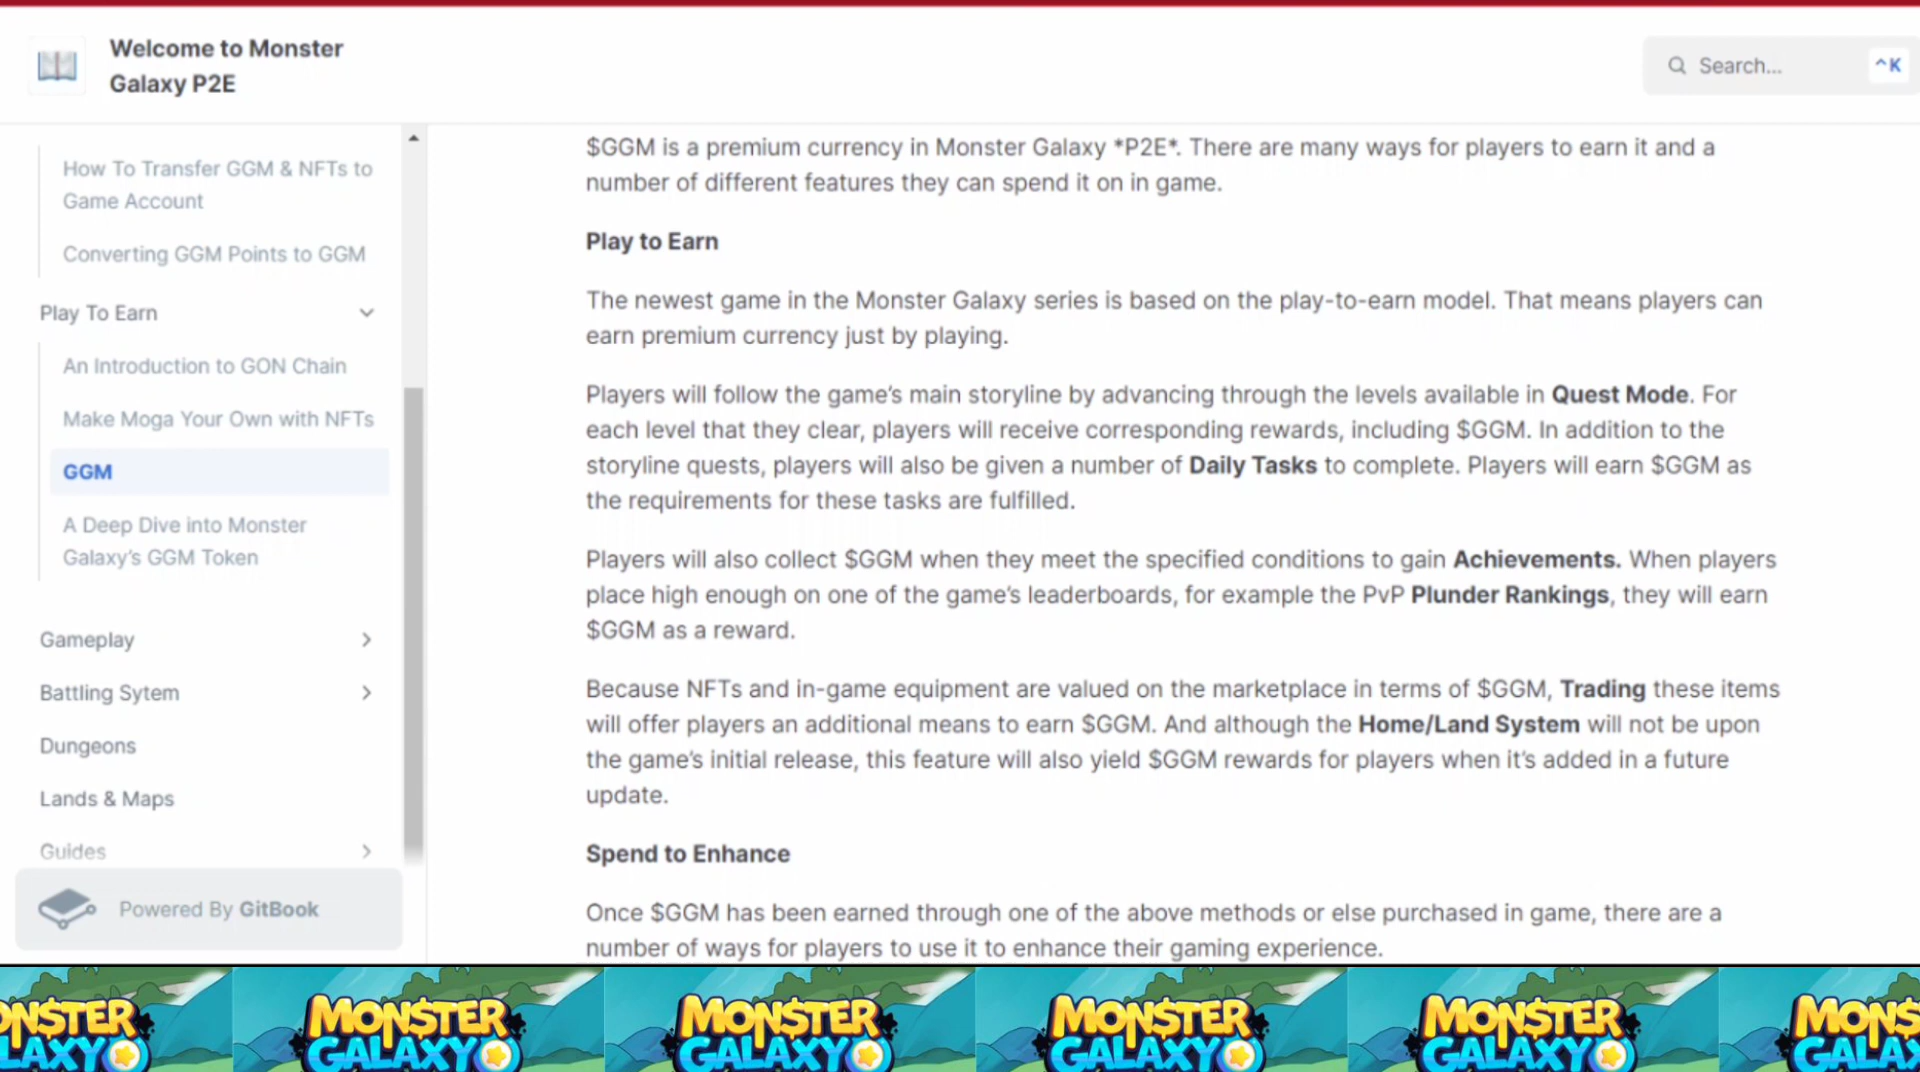 Welcome to Monster
Galaxy P2E
Search...
^K
How To Transfer GGM & NFTs to
Game Account
Converting GGM Points to GGM
Play To Earn
An Introduction to GON Chain
Make Moga Your Own with NFTs
GGM
A Deep Dive into Monster
Galaxy's GGM Token
Gameplay
Battling Sytem
Dungeons
Lands & Maps
Guides
Powered By GitBook
$GGM is a premium currency in Monster Galaxy *P2E*. There are many ways for players to earn it and a
number of different features they can spend it on in game.
Play to Earn
The newest game in the Monster Galaxy series is based on the play-to-earn model. That means players can
earn premium currency just by playing.
Players will follow the game's main storyline by advancing through the levels available in Quest Mode. For
each level that they clear, players will receive corresponding rewards, including $GGM. In addition to the
storyline quests, players will also be given a number of Daily Tasks to complete. Players will earn $GGM as
the requirements for these tasks are fulfilled.
Players will also collect $GGM when they meet the specified conditions to gain Achievements. When players
place high enough on one of the game's leaderboards, for example the PvP Plunder Rankings, they will earn
$GGM as a reward.
Because NFTs and in-game equipment are valued on the marketplace in terms of $GGM, Trading these items
will offer players an additional means to earn $GGM. And although the Home/Land System will not be upon
the game's initial release, this feature will also yield $GGM rewards for players when it's added in a future
update.
Spend to Enhance
Once $GGM has been earned through one of the above methods or else purchased in game, there are a
number of ways for players to use it to enhance their gaming experience.
ONSTER
LAXY
MONSTER
GALAXY
MONSTER
GALAXY
MONSTER
GALAXY
MONSTER
GALAXY
MONS
GALAX